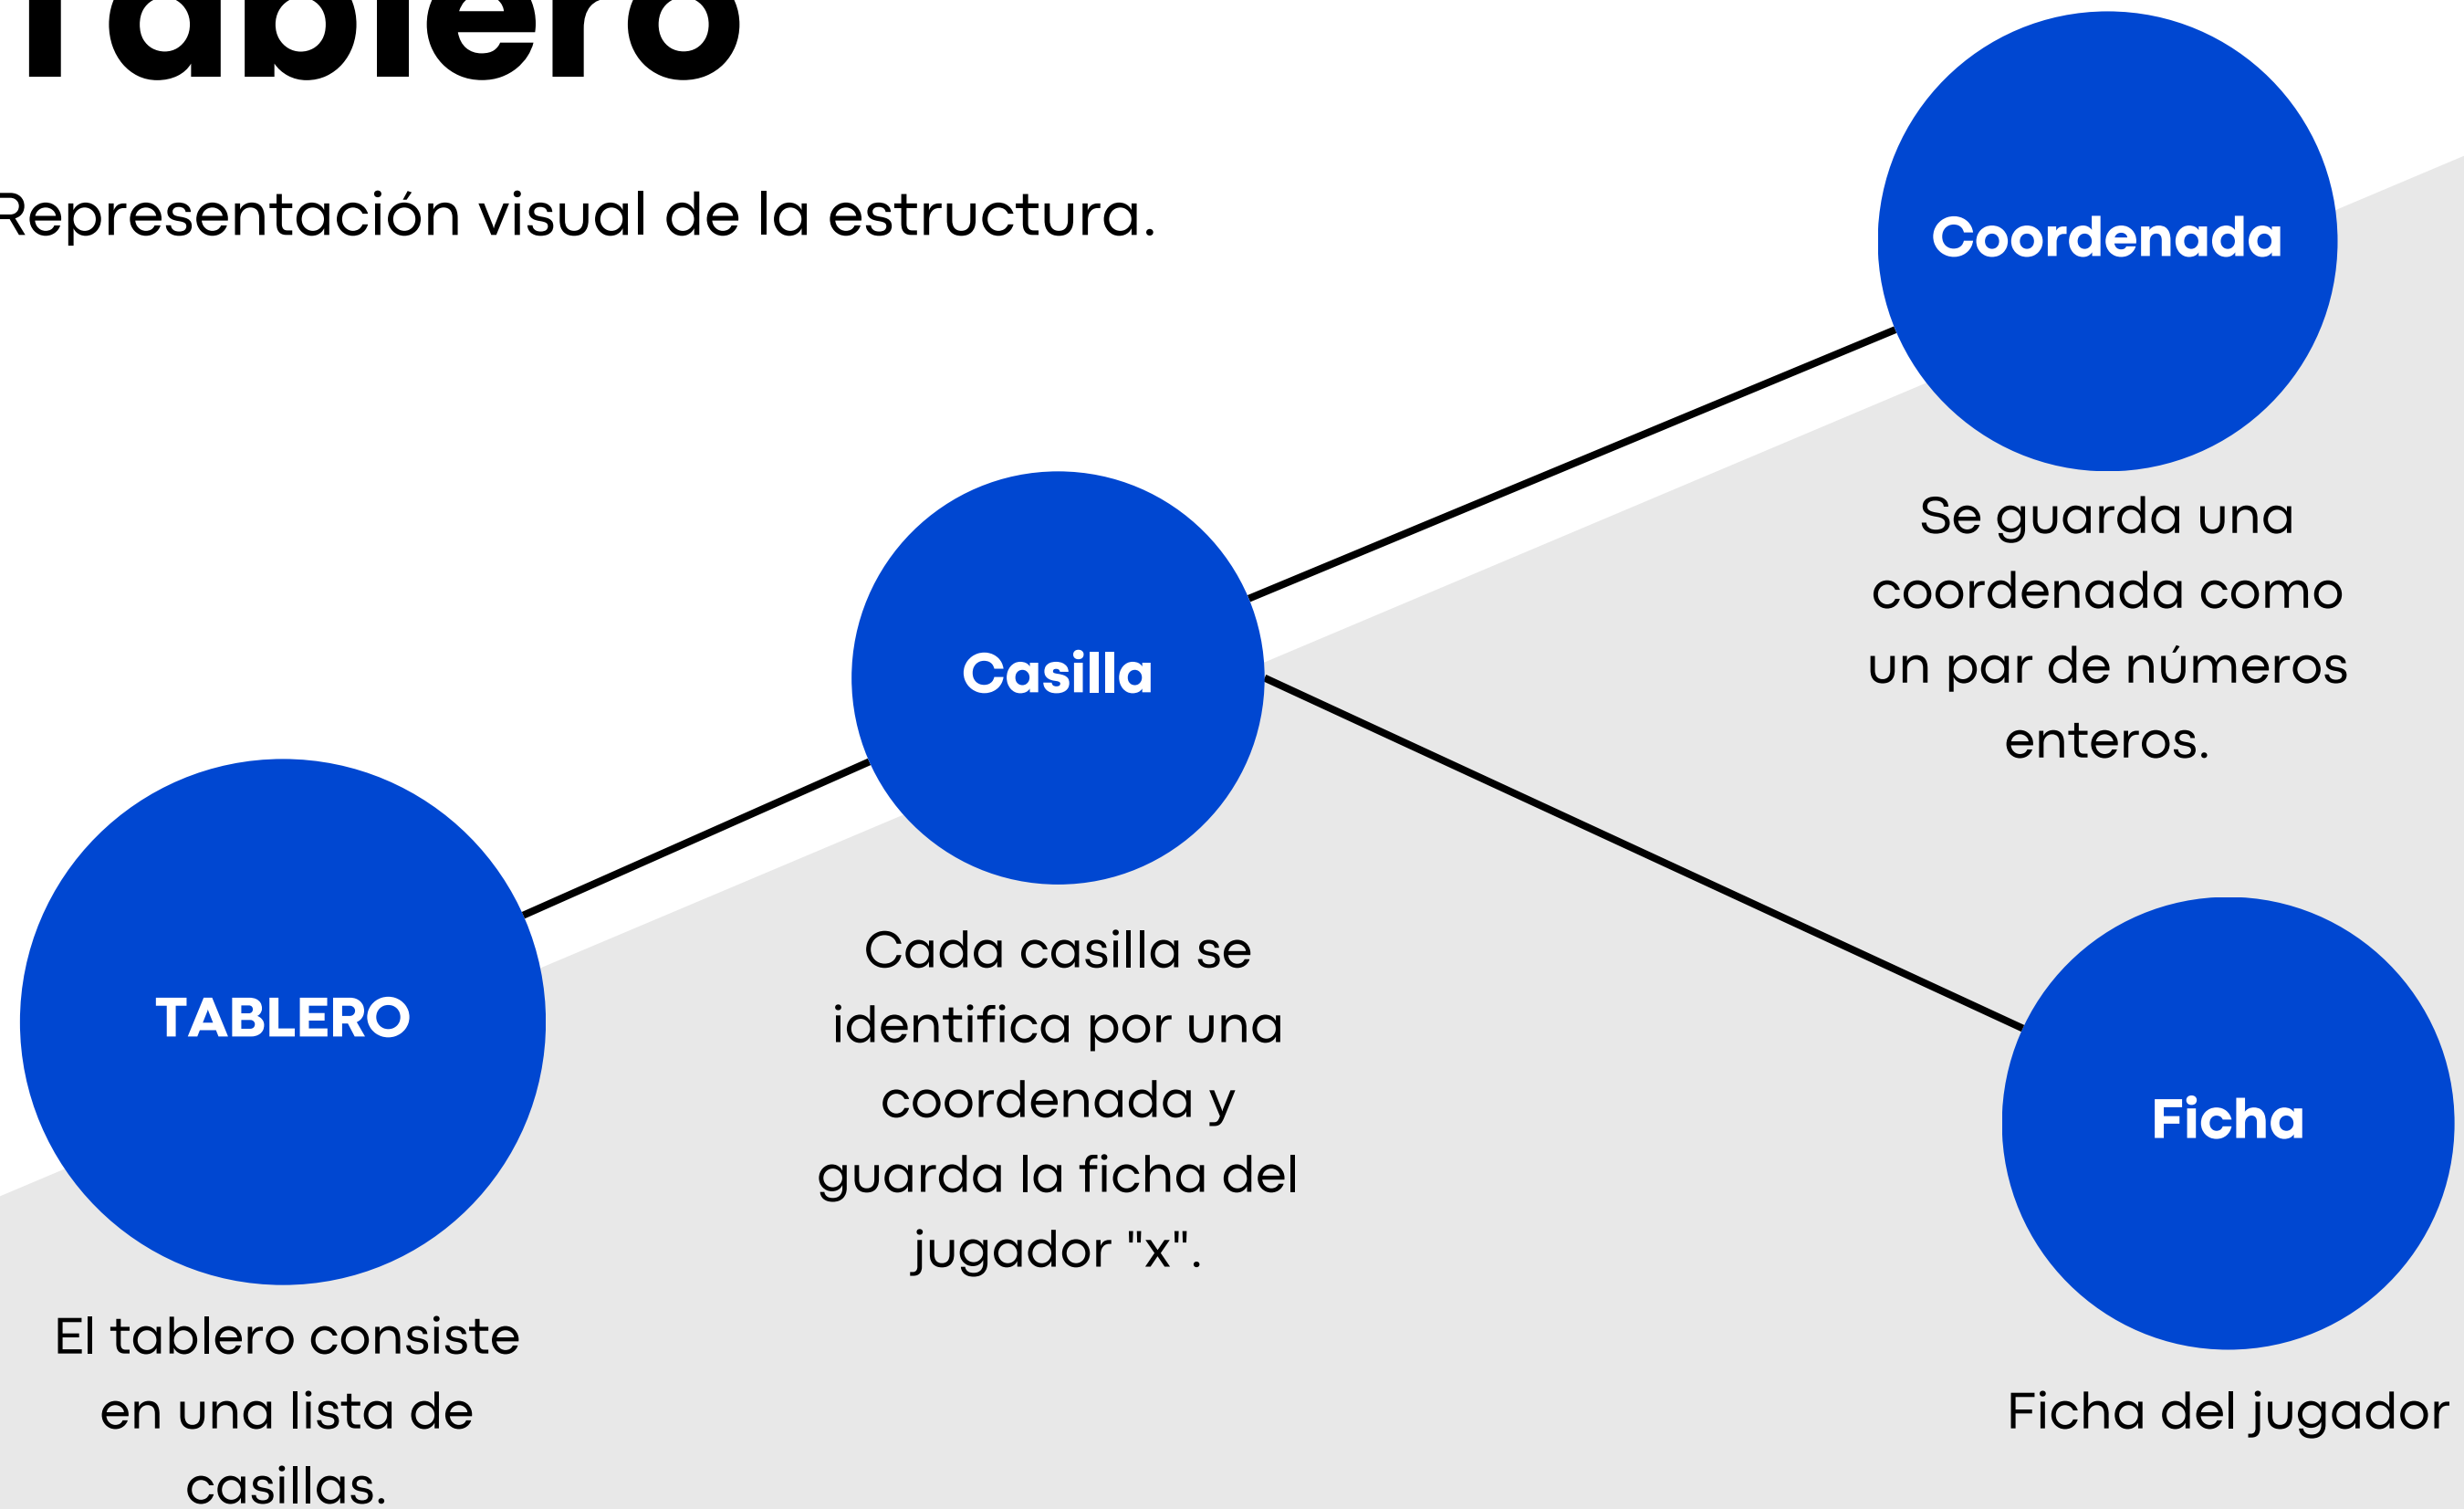 Tablero
Representación visual de la estructura.
Coordenada
Se guarda una
coordenada como
un par de números
enteros.
Casilla
Cada casilla se
identifica por una
coordenada y
guarda la ficha del
jugador "x".
TABLERO
El tablero consiste
en una lista de
casillas.
Ficha
Ficha del jugador